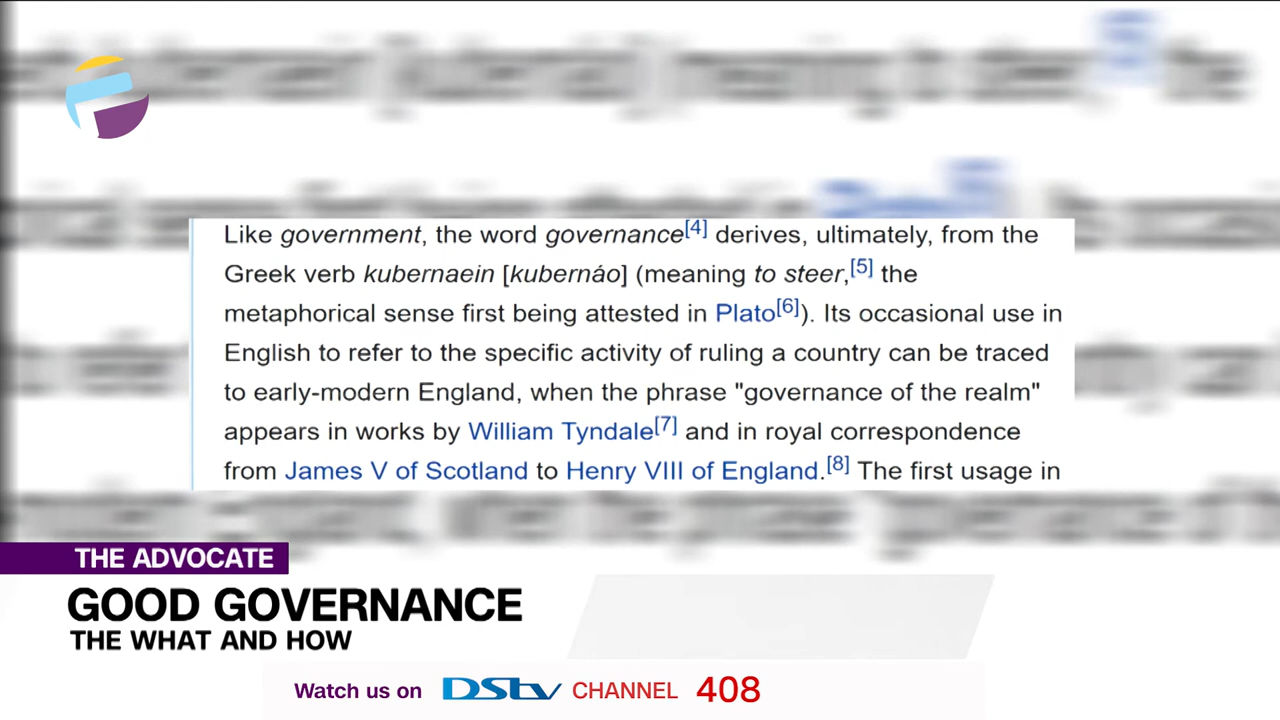 Like government, the word governance[4] derives, ultimately, from the
Greek verb kubernaein [kubernáo] (meaning to steer,[5] the
metaphorical sense first being attested in Plato[6]). Its occasional use in
English to refer to the specific activity of ruling a country can be traced
to early-modern England, when the phrase "governance of the realm"
appears in works by William Tyndale[7] and in royal correspondence
from James V of Scotland to Henry VIII of England.[8] The first usage in
THE ADVOCATE
GOOD GOVERNANCE
THE WHAT AND HOW
Watch us on DStv CHANNEL 408